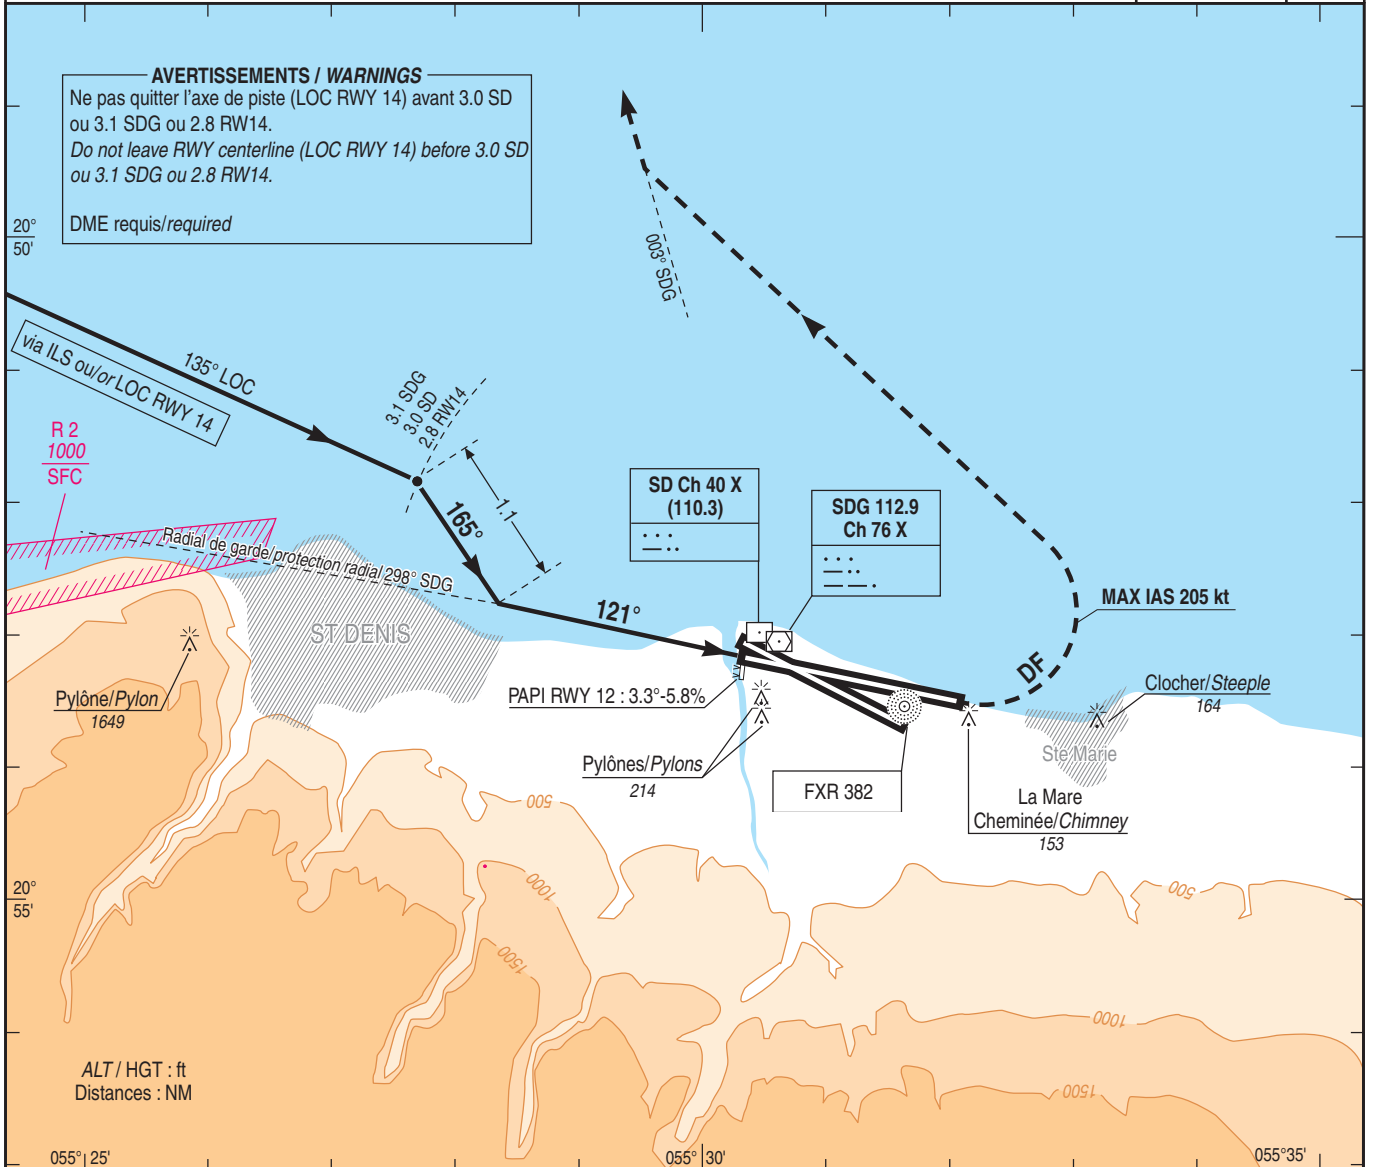 AVERTISSEMENTS / WARNINGS
Ne pas quitter l'axe de piste (LOC RWY 14) avant 3.0 SD
ou 3.1 SDG ou 2.8 RW14.
Do not leave RWY centerline (LOC RWY 14) before 3.0 SD
ou 3.1 SDG ou 2.8 RW14.
DME requis/required
20°
50'
003° SDG
135° LOC
via ILS ou/or LOC RWY 14
3.1 SDG
3.0 SD
2.8 RW14
R 2
1000
SFC
165°
1.1
SD Ch 40 X
(110.3)
SDG 112.9
Ch 76 X
Radial de garde/protection radial 298° SDG
121°
MAX IAS 205 kt
ST DENIS
DF
Pylône/Pylon
1649
PAPI RWY 12 : 3.3°-5.8%
Clocher/Steeple
164
Ste Marie
Pylônes/Pylons
214
FXR 382
La Mare
Cheminée/Chimney
153
500
1000
500
20°
55'
1500
1000
1500
ALT / HGT : ft
Distances : NM
055° 25'
055° 30'
055° 35'